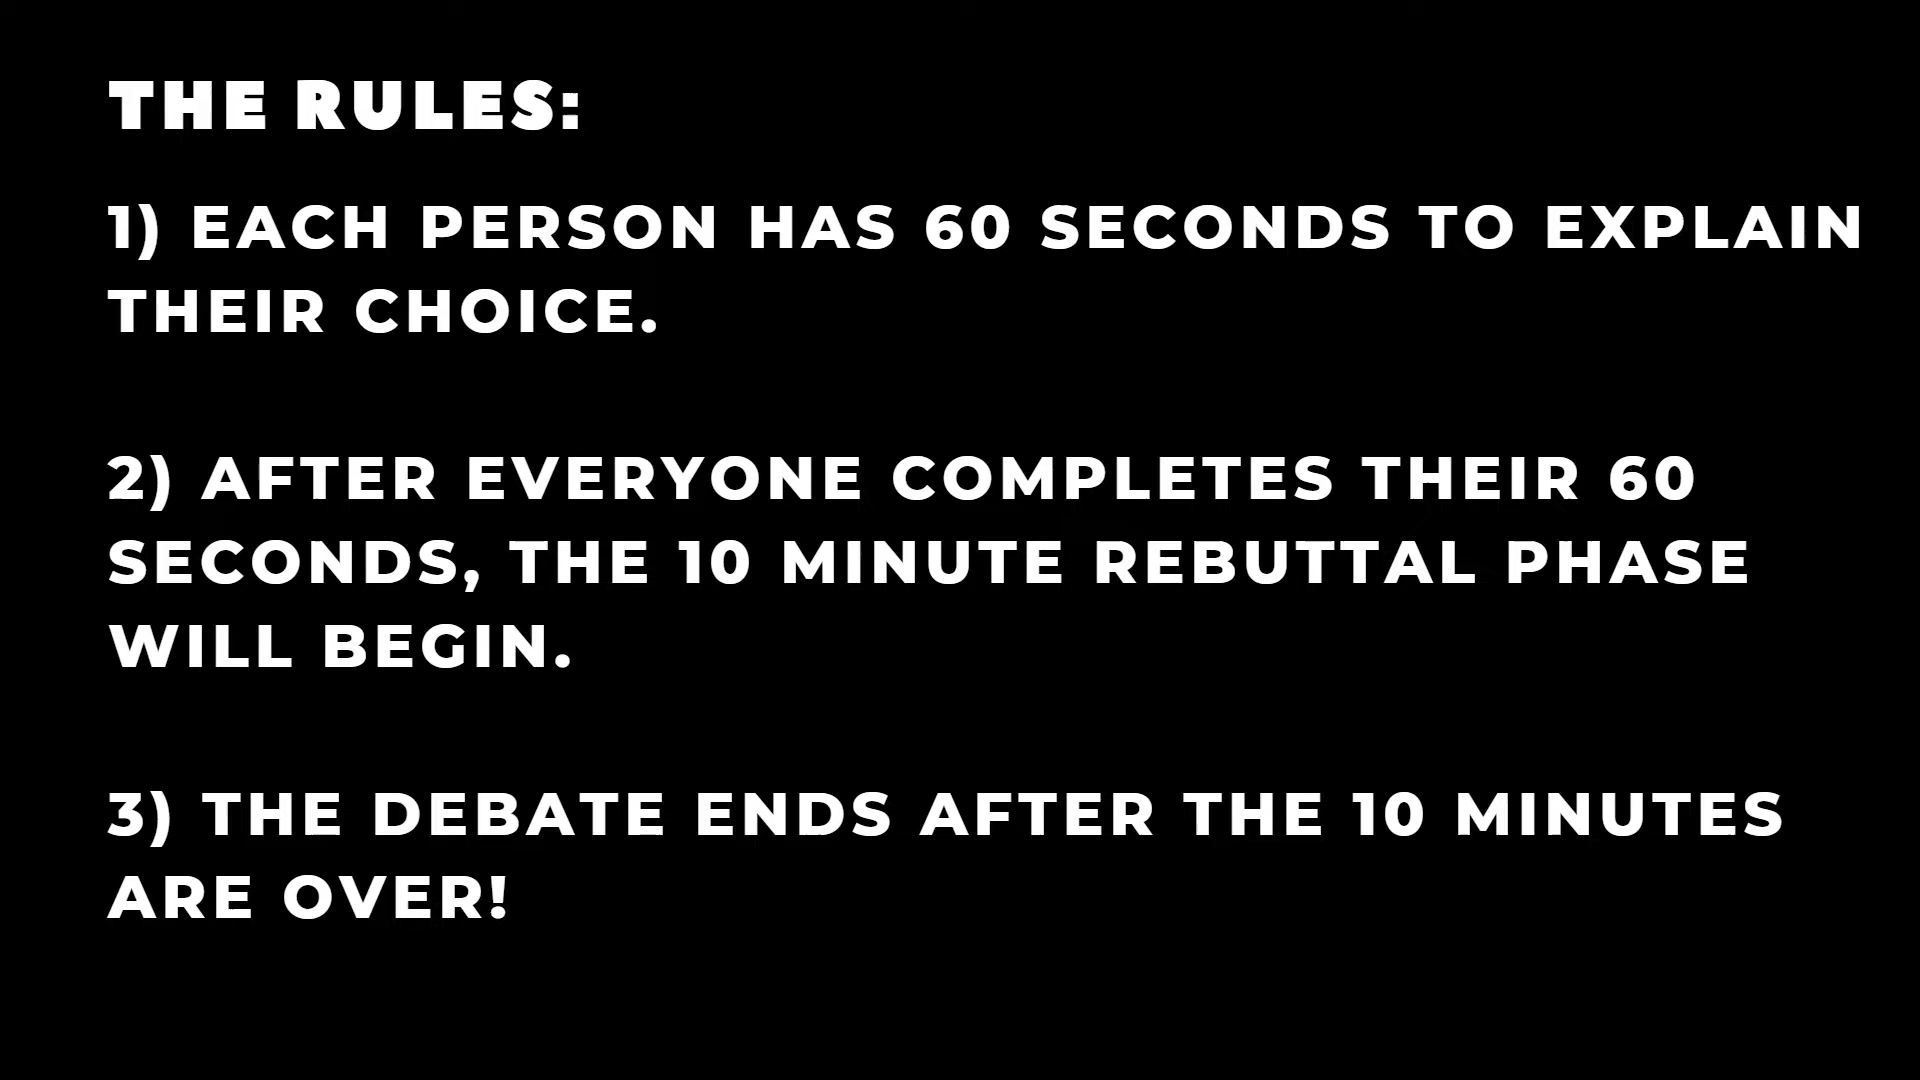 THE RULES:
1) EACH PERSON HAS 60 SECONDS TO EXPLAIN
THEIR CHOICE.
2) AFTER EVERYONE COMPLETES THEIR 60
SECONDS, THE 10 MINUTE REBUTTAL PHASE
WILL BEGIN.
3) THE DEBATE ENDS AFTER THE 10 MINUTES
ARE OVER!